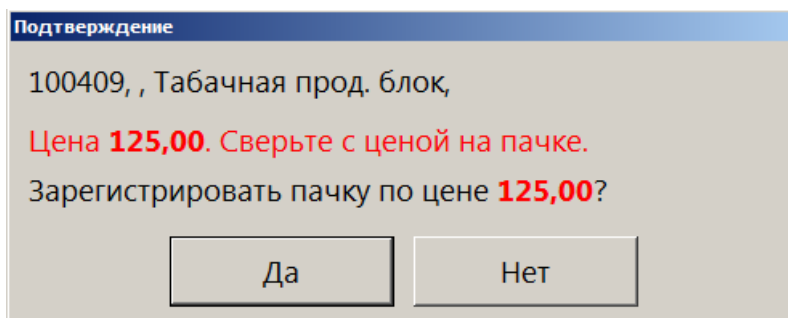 Подтверждение
100409, , Табачная прод. блок,
Цена 125,00. Сверьте с ценой на пачке.
Зарегистрировать пачку по цене 125,00?
Да
Нет